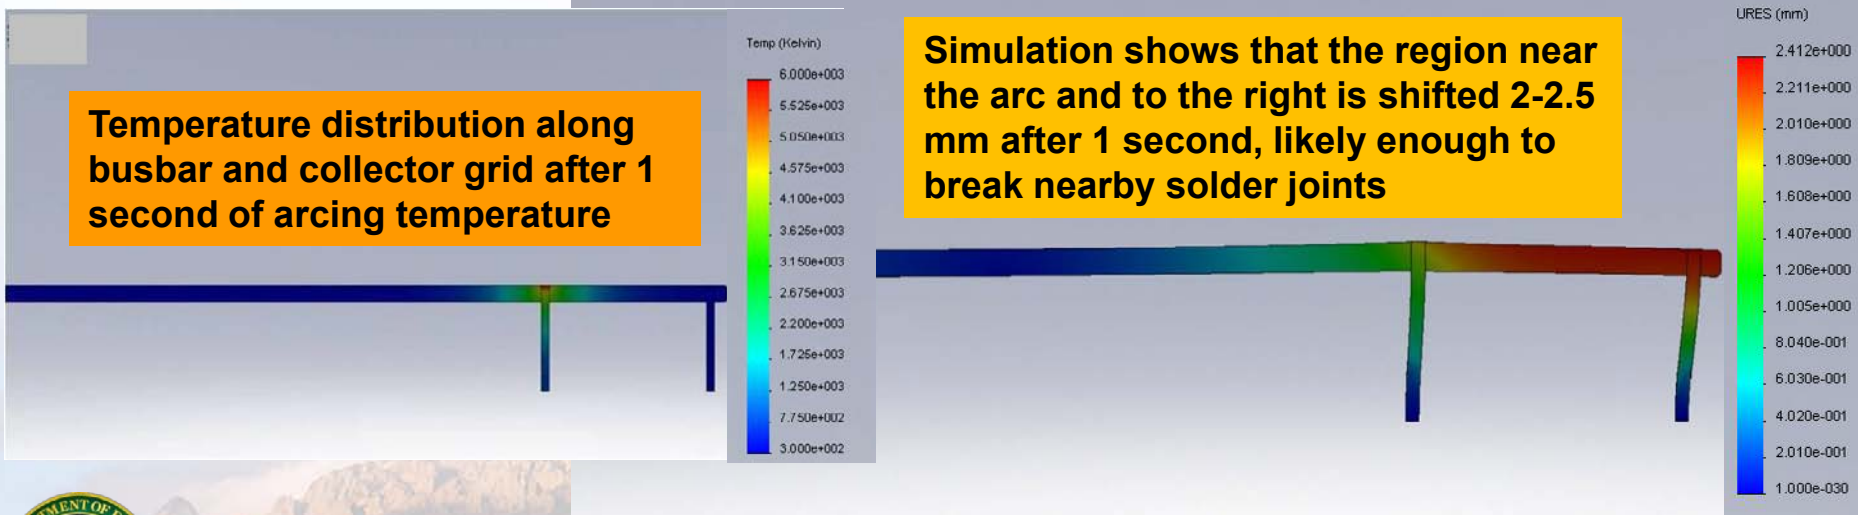 Temp (Kelvin)
6.000e+003
5.525e+003
5.050e+003
4.575e+003
4.100e+003
3.625e+003
3.150e+003
2.675e+003
2.200e+003
1.725e+003
1.250e+003
7.750e+002
3.000e+002
Temperature distribution along
busbar and collector grid after 1
second of arcing temperature
Simulation shows that the region near
the arc and to the right is shifted 2-2.5
mm after 1 second, likely enough to
break nearby solder joints
URES (mm)
2.412e+000
2.211e+000
2.010e+000
1.809e+000
1.608e+000
1.407e+000
1.206e+000
1.005e+000
8.040e-001
6.030e-001
4.020e-001
2.010e-001
1.000e-030